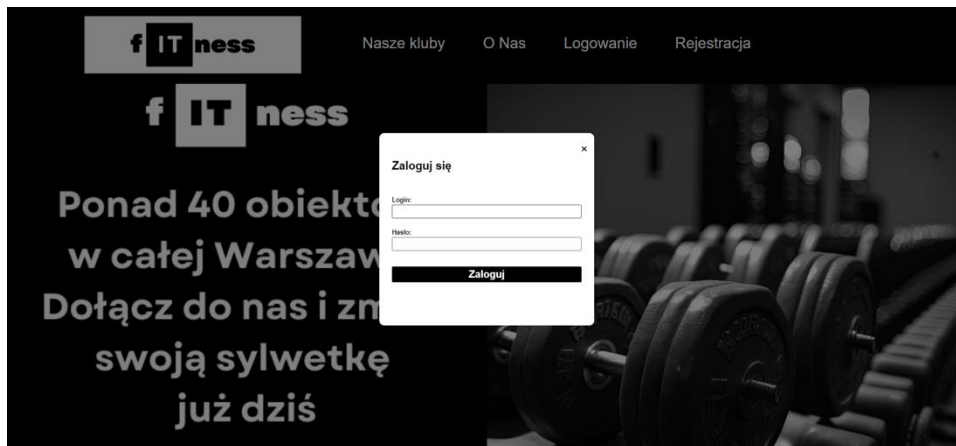 f IT ness
Nasze kluby
O Nas
Logowanie
Rejestracja
f IT ness
Ponad 40 obiekto
w całej Warszaw
Dołącz do nas i zm
swoją sylwetkę
już dziś
×
Zaloguj się
Login:
Hasło:
Zaloguj